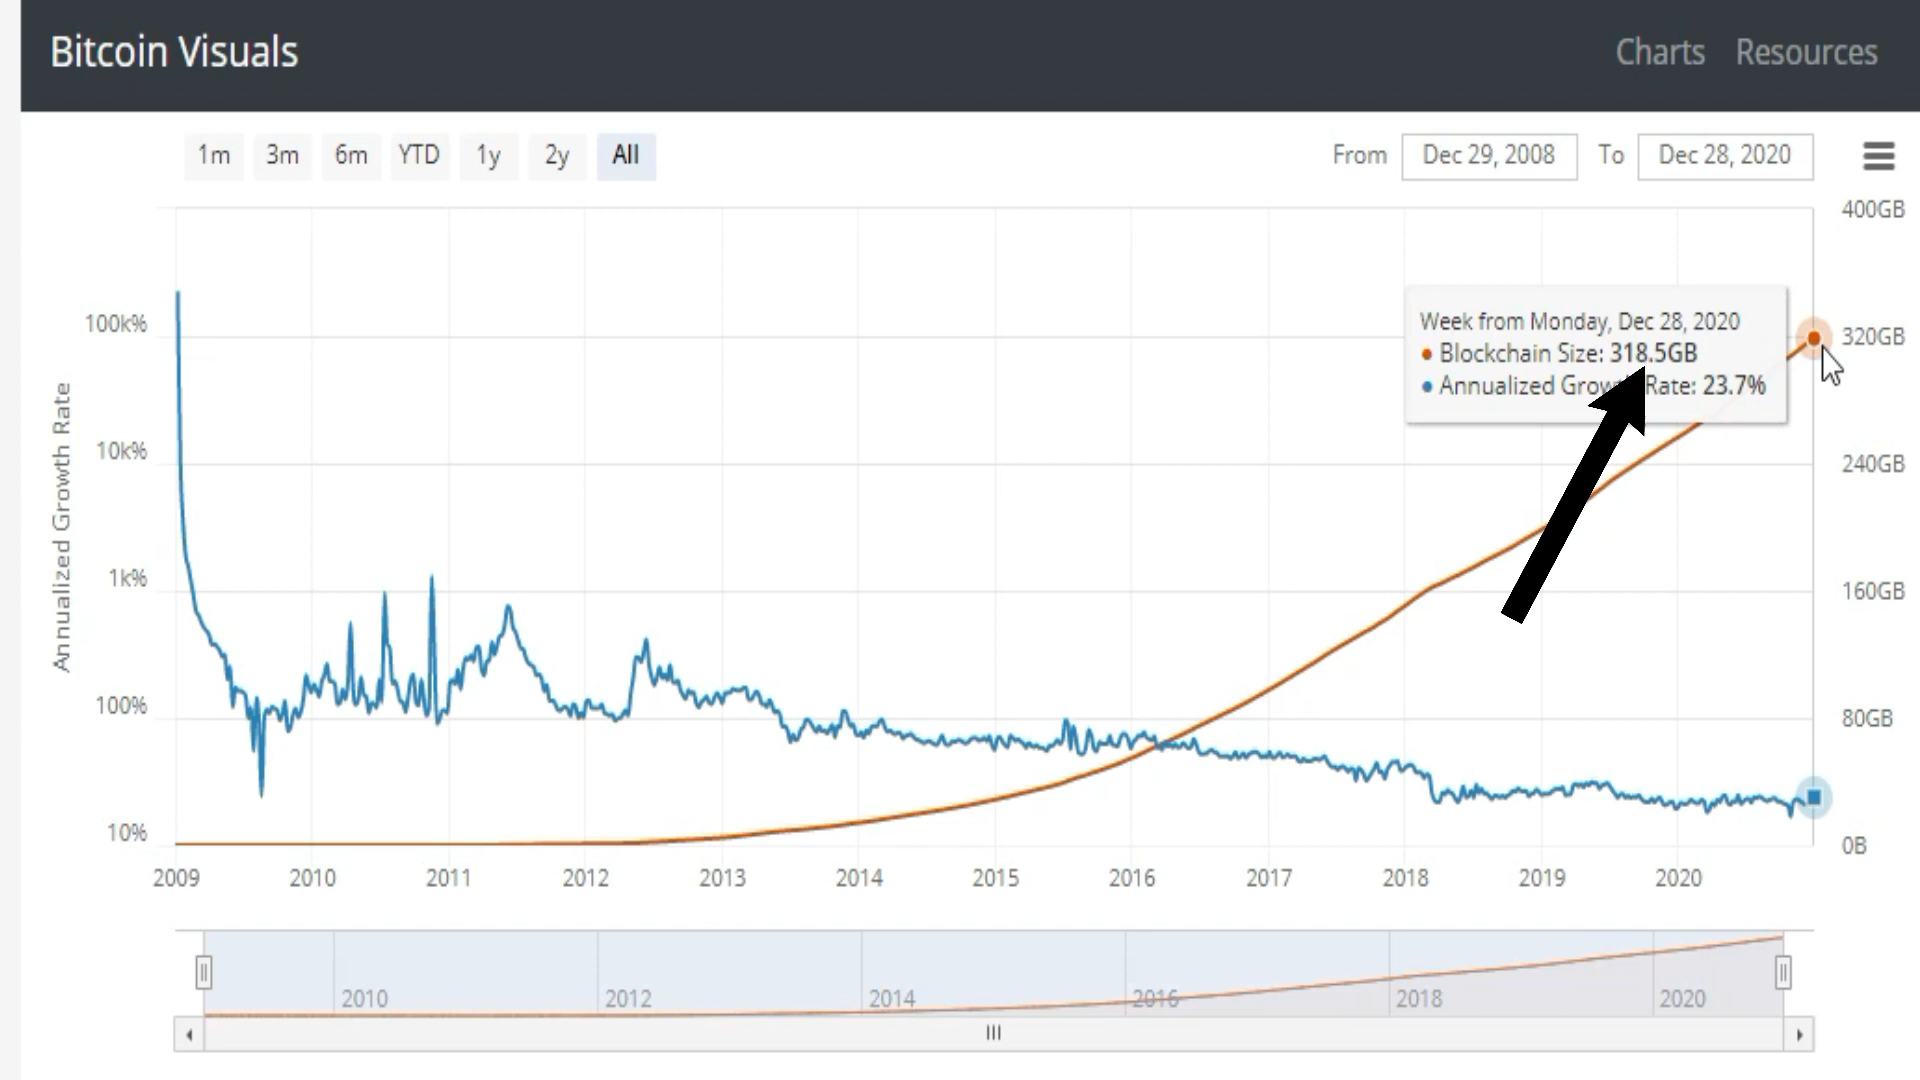 Bitcoin Visuals
Charts Resources
1m 3m 6m YTD 1y 2y All
From Dec 29, 2008 To Dec 28, 2020
Annualized Growth Rate
100k%
10k%
1k%
100%
10%
400GB
320GB
240GB
160GB
80GB
0B
Week from Monday, Dec 28, 2020
Blockchain Size: 318.5GB
Annualized Grow Rate: 23.7%
2009 2010 2011 2012 2013 2014 2015 2016 2017 2018 2019 2020
2010 2012 2014 2016 2018 2020